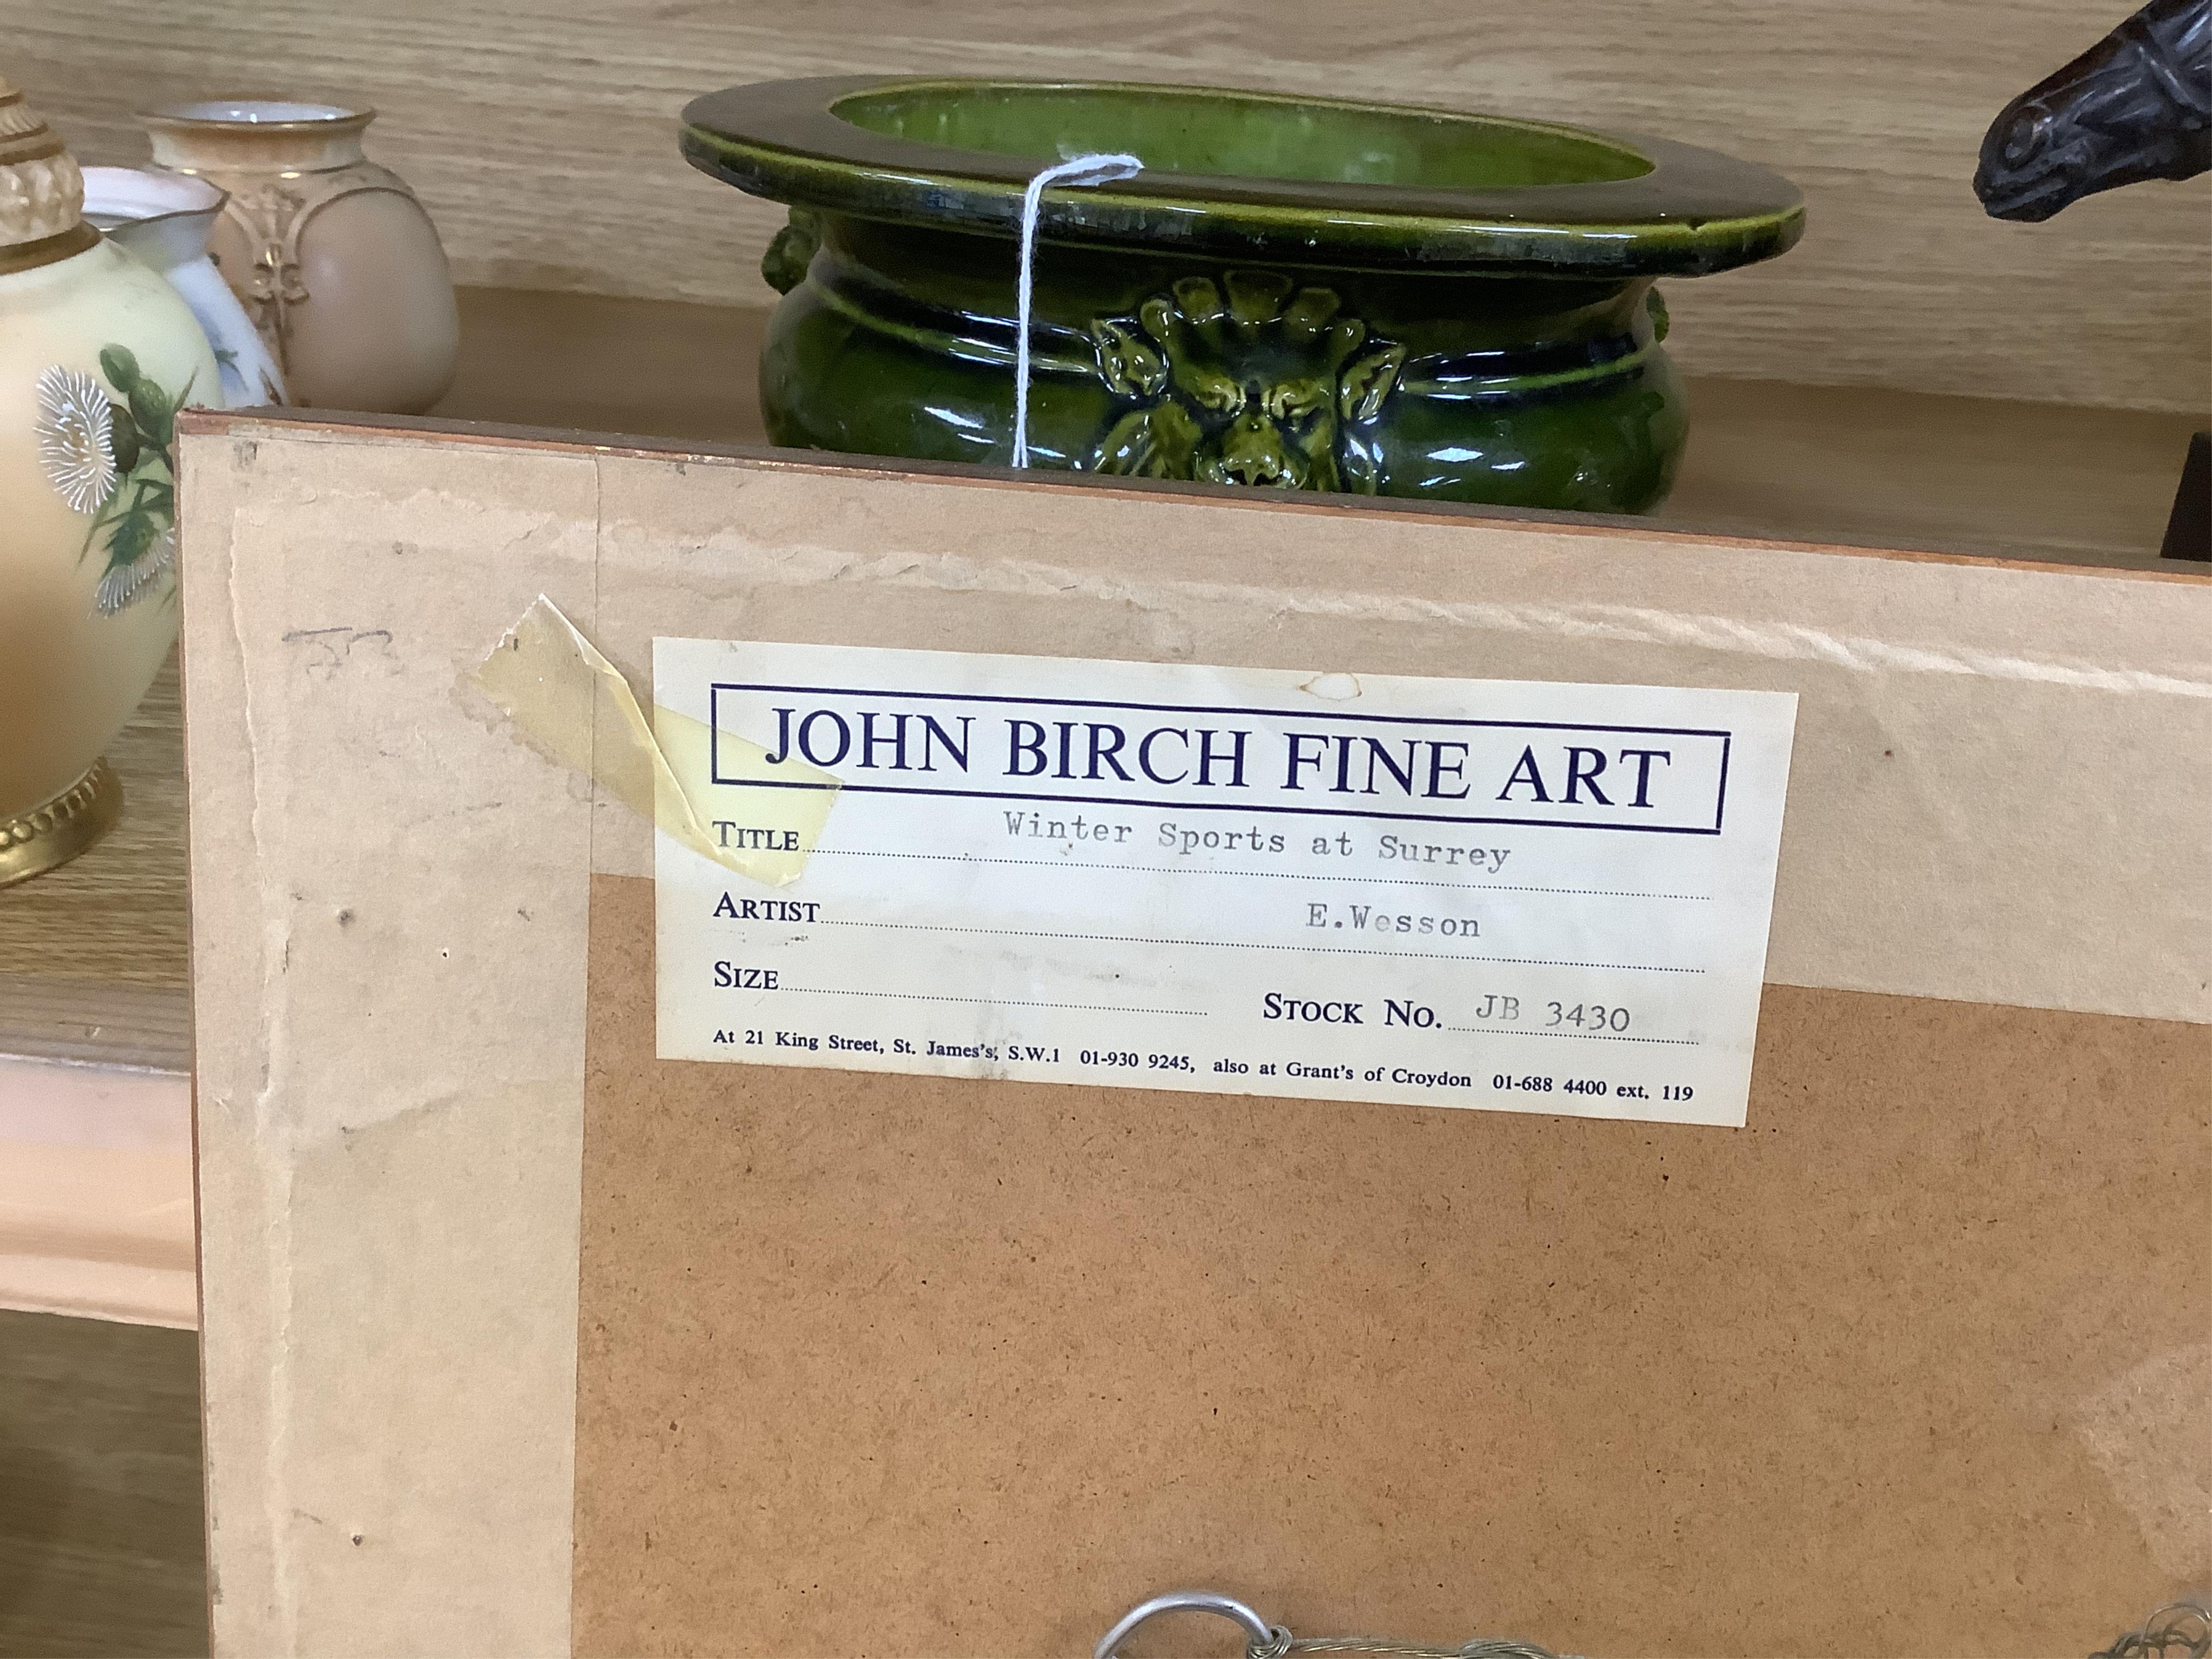 JOHN BIRCH FINE ART
TITLE Winter Sports at Surrey
ARTIST E.Wesson
SIZE STOCK No. JB 3430
At 21 King Street, St. James's, S.W.1 01-930 9245, also at Grant's of Croydon 01-688 4400 ext. 119